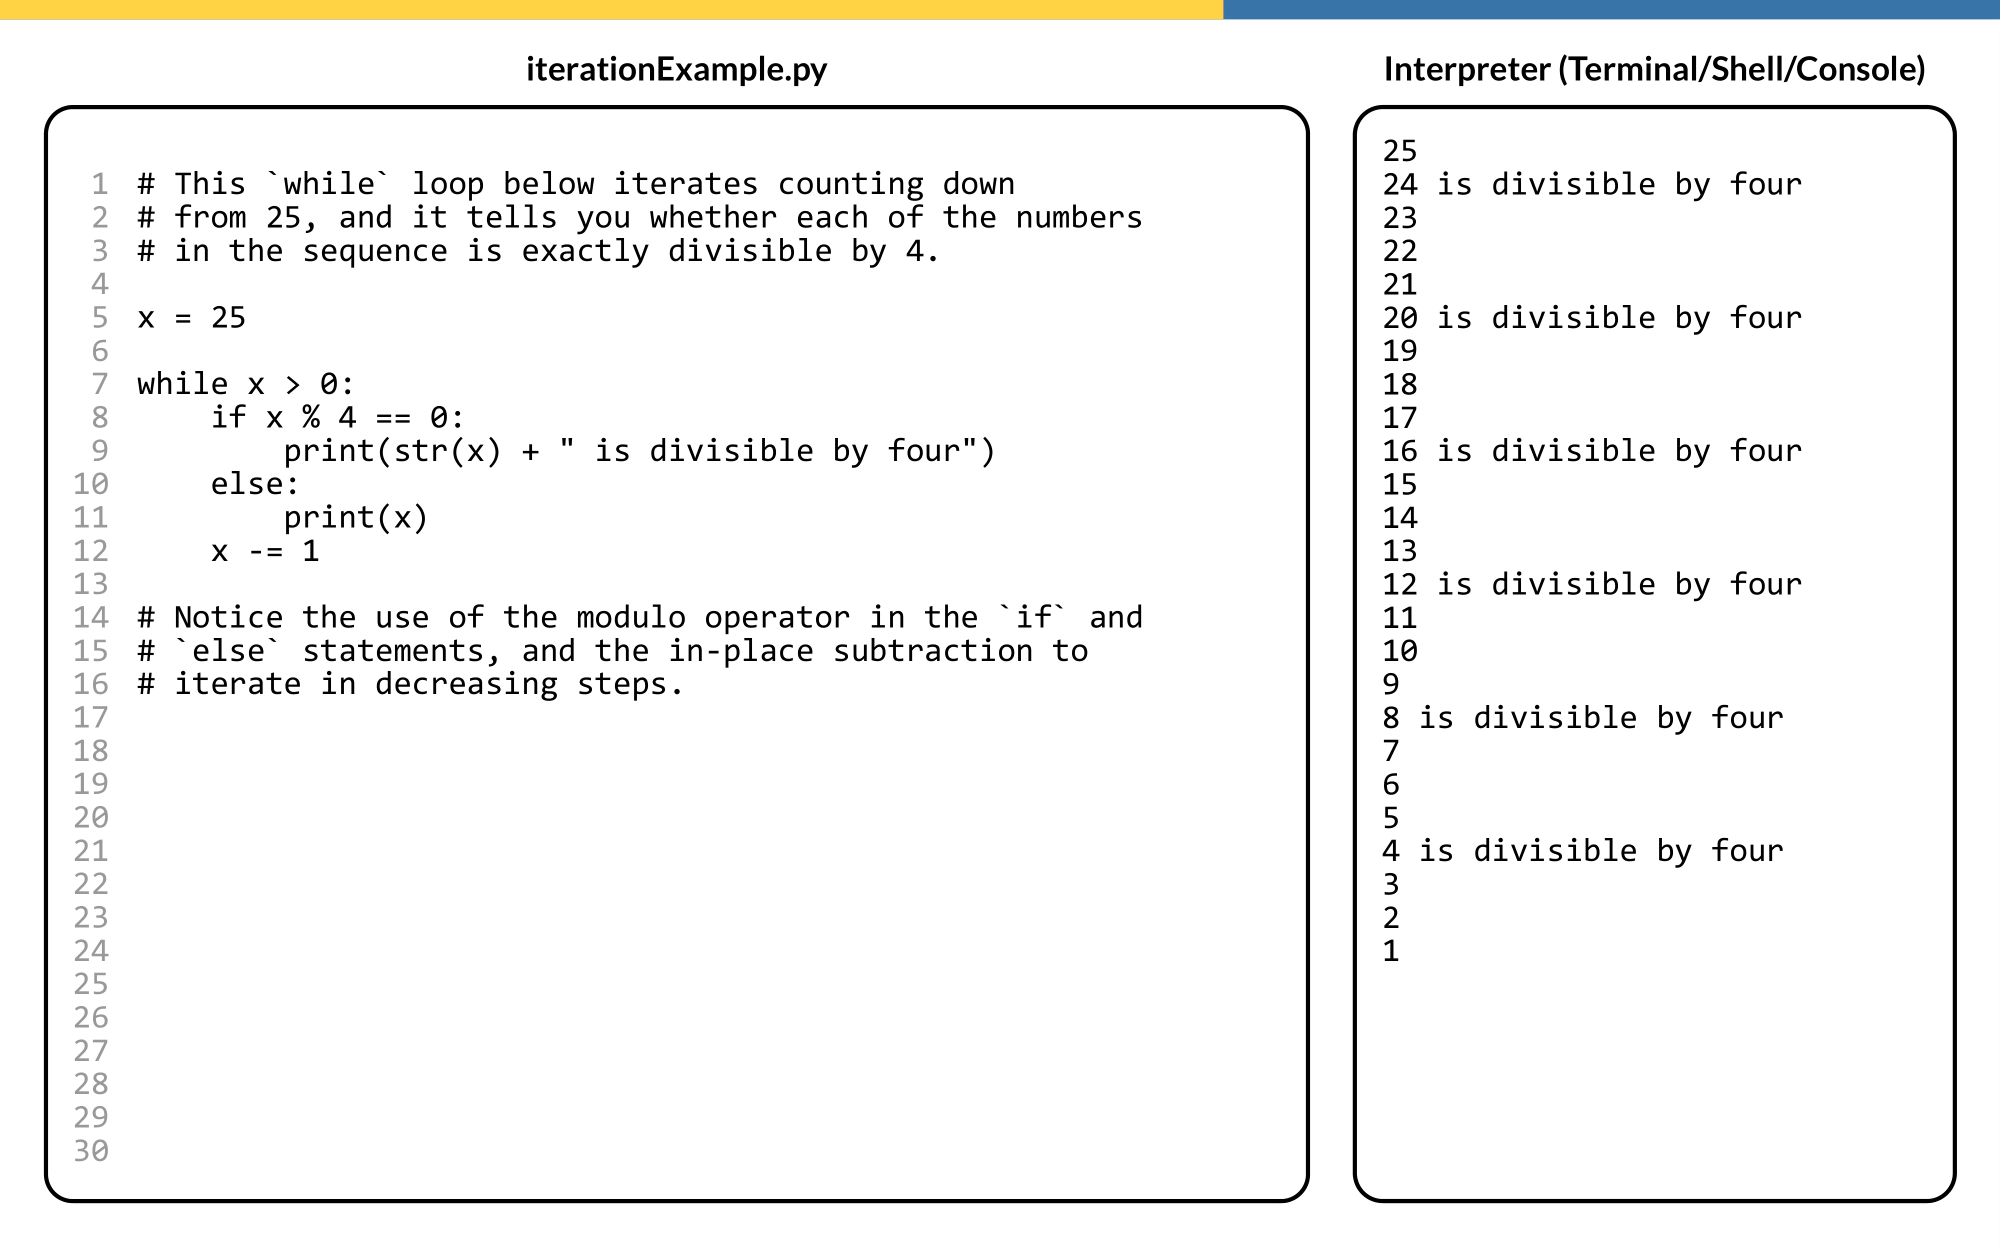 iterationExample.py
1 # This `while` loop below iterates counting down
2 # from 25, and it tells you whether each of the numbers
3 # in the sequence is exactly divisible by 4.
4
5 x = 25
6
7 while x > 0:
8     if x % 4 == 0:
9         print(str(x) + " is divisible by four")
10     else:
11         print(x)
12     x -= 1
13
14 # Notice the use of the modulo operator in the `if` and
15 # `else` statements, and the in-place subtraction to
16 # iterate in decreasing steps.
17
18
19
20
21
22
23
24
25
26
27
28
29
30
Interpreter (Terminal/Shell/Console)
25
24 is divisible by four
23
22
21
20 is divisible by four
19
18
17
16 is divisible by four
15
14
13
12 is divisible by four
11
10
9
8 is divisible by four
7
6
5
4 is divisible by four
3
2
1